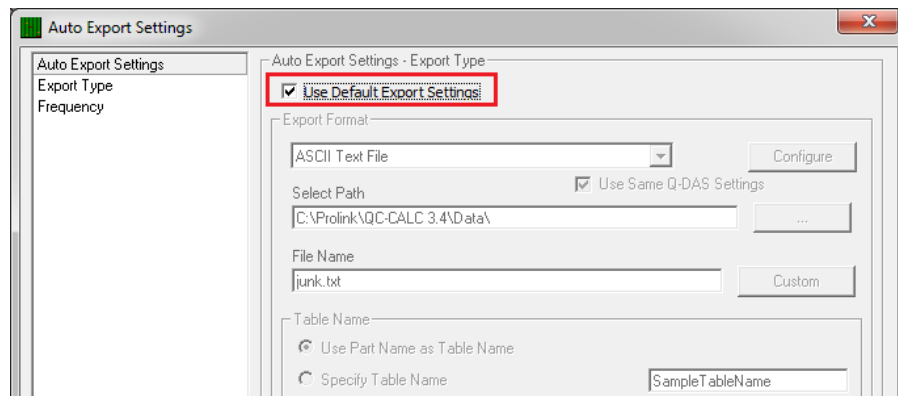 Auto Export Settings
Auto Export Settings
Export Type
Frequency
Auto Export Settings - Export Type
Use Default Export Settings
Export Format
ASCII Text File
Configure
Use Same Q-DAS Settings
Select Path
C:\Prolink\QC-CALC 3.4\Data\
...
File Name
junk.txt
Custom
Table Name
Use Part Name as Table Name
Specify Table Name
SampleTableName